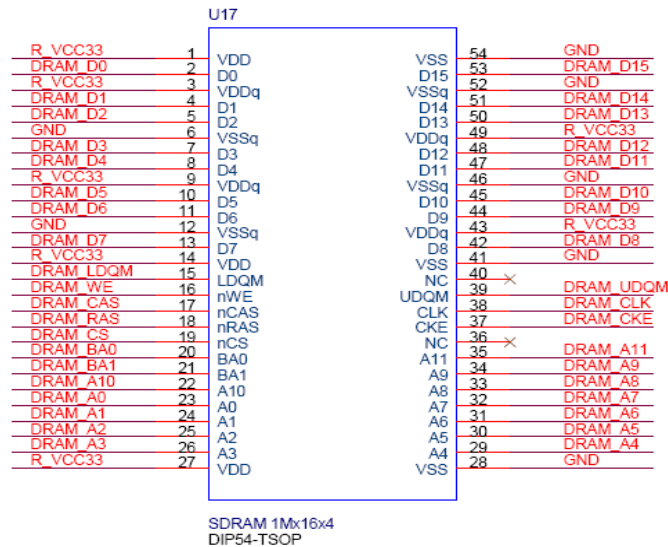 U17
R_VCC33 1 VDD VSS 54 GND
DRAM_D0 2 D0 D15 53 DRAM_D15
R_VCC33 3 VDDq VSSq 52 GND
DRAM_D1 4 D1 D14 51 DRAM_D14
DRAM_D2 5 D2 D13 50 DRAM_D13
GND 6 VSSq VDDq 49 R_VCC33
DRAM_D3 7 D3 D12 48 DRAM_D12
DRAM_D4 8 D4 D11 47 DRAM_D11
R_VCC33 9 VDDq VSSq 46 GND
DRAM_D5 10 D5 D10 45 DRAM_D10
DRAM_D6 11 D6 D9 44 DRAM_D9
GND 12 VSSq VDDq 43 R_VCC33
DRAM_D7 13 D7 D8 42 DRAM_D8
R_VCC33 14 VDD VSS 41 GND
DRAM_LDQM 15 LDQM NC 40
DRAM_WE 16 nWE UDQM 39 DRAM_UDQM
DRAM_CAS 17 nCAS CLK 38 DRAM_CLK
DRAM_RAS 18 nRAS CKE 37 DRAM_CKE
DRAM_CS 19 nCS NC 36
DRAM_BA0 20 BA0 A11 35 DRAM_A11
DRAM_BA1 21 BA1 A9 34 DRAM_A9
DRAM_A10 22 A10 A8 33 DRAM_A8
DRAM_A0 23 A0 A7 32 DRAM_A7
DRAM_A1 24 A1 A6 31 DRAM_A6
DRAM_A2 25 A2 A5 30 DRAM_A5
DRAM_A3 26 A3 A4 29 DRAM_A4
R_VCC33 27 VDD VSS 28 GND
SDRAM 1Mx16x4
DIP54-TSOP